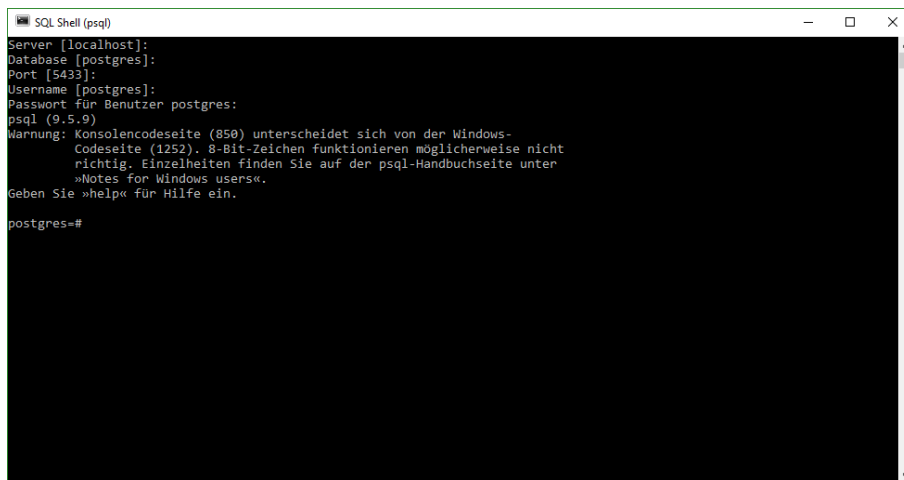 SQL Shell (psql)
Server [localhost]:
Database [postgres]:
Port [5433]:
Username [postgres]:
Passwort für Benutzer postgres:
psql (9.5.9)
Warnung: Konsolencodeseite (850) unterscheidet sich von der Windows-
Codeseite (1252). 8-Bit-Zeichen funktionieren möglicherweise nicht
richtig. Einzelheiten finden Sie auf der psql-Handbuchseite unter
»Notes for Windows users«.
Geben Sie »help« für Hilfe ein.
postgres=#